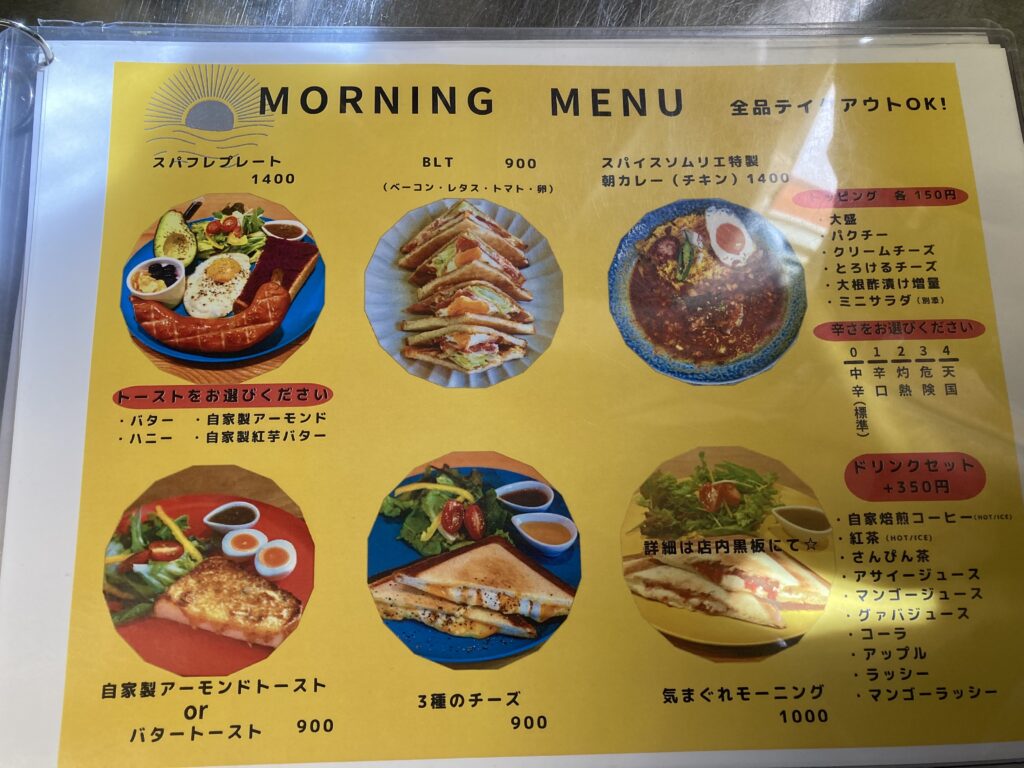 MORNING MENU 全品テイクアウトOK!
スパフレプレート
1400
BLT 900
(ベーコン・レタス・トマト・卵)
スパイスソムリエ特製
朝カレー(チキン)1400
トッピング 各 150円
・大盛
・パクチー
・クリームチーズ
・とろけるチーズ
・大根酢漬け増量
・ミニサラダ(別添)
辛さをお選びください
0 1 2 3 4
中辛(標準) 辛口 灼熱 危険 天国
トーストをお選びください
・バター ・自家製アーモンド
・ハニー ・自家製紅芋バター
ドリンクセット
+350円
・自家焙煎コーヒー(HOT/ICE)
・紅茶(HOT/ICE)
・さんぴん茶
・アサイージュース
・マンゴージュース
・グァバジュース
・コーラ
・アップル
・ラッシー
・マンゴーラッシー
自家製アーモンドトースト
or
バタートースト 900
3種のチーズ
900
詳細は店内黒板にて☆
気まぐれモーニング
1000